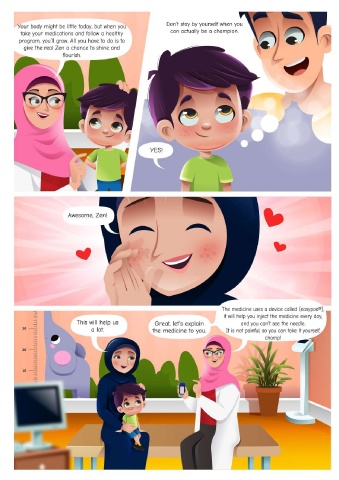 Your body might be little today, but when you
take your medications and follow a healthy
program, you'll grow. All you have to do is to
give the real Zen a chance to shine and
flourish.
Don't stay by yourself when you
can actually be a champion.
YES!
Awesome, Zen!
This will help us
a lot.
Great, let's explain
the medicine to you.
The medicine uses a device called (easypod®),
it will help you inject the medicine every day,
and you can't see the needle.
It is not painful, so you can take it yourself,
champ!